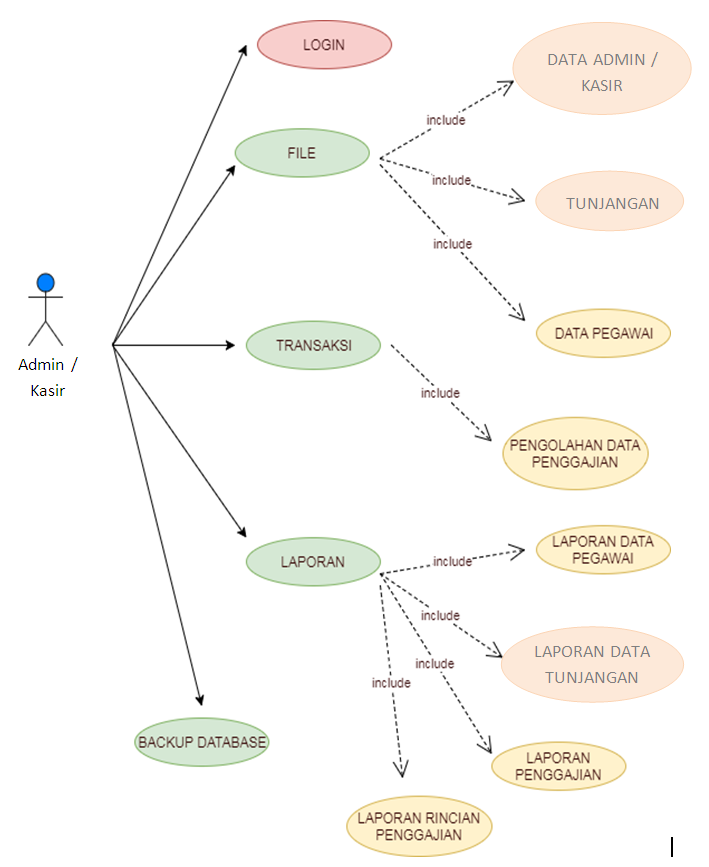 LOGIN
DATA ADMIN /
KASIR
include
FILE
include
TUNJANGAN
include
DATA PEGAWAI
TRANSAKSI
Admin /
Kasir
include
PENGOLAHAN DATA
PENGGAJIAN
LAPORAN DATA
PEGAWAI
LAPORAN
include
include
LAPORAN DATA
TUNJANGAN
include
include
BACKUP DATABASE
LAPORAN
PENGGAJIAN
LAPORAN RINCIAN
PENGGAJIAN